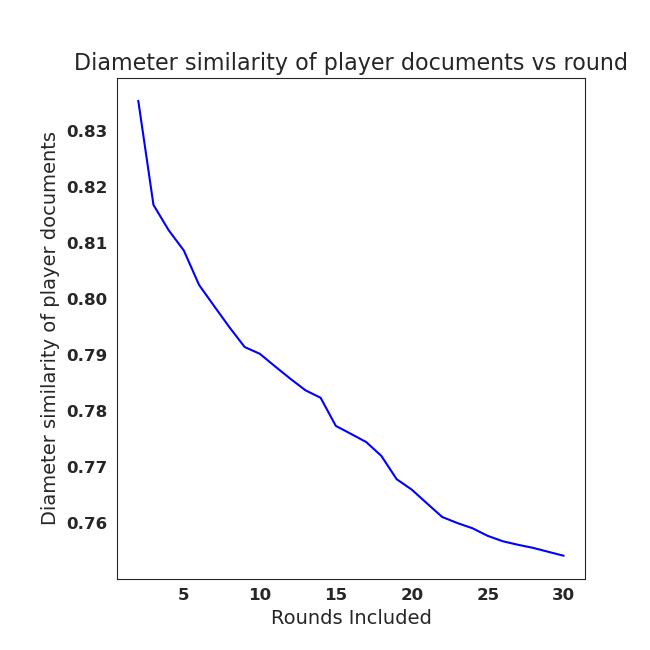 Diameter similarity of player documents vs round
Diameter similarity of player documents
0.83
0.82
0.81
0.80
0.79
0.78
0.77
0.76
5 10 15 20 25 30
Rounds Included